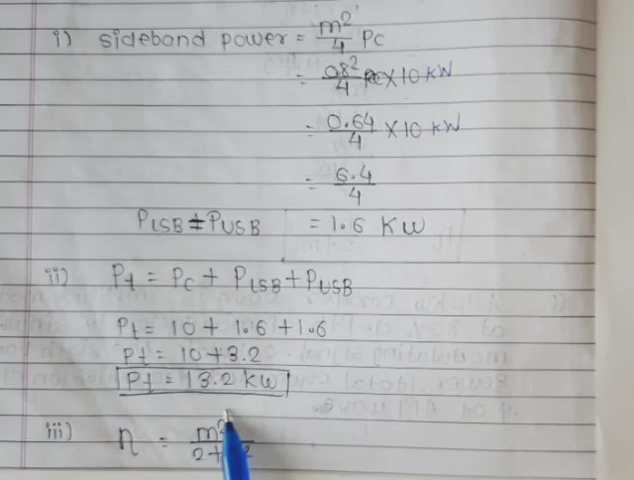 i) sideband power = m²/4 Pc
= 0.8²/4 × 10 KW
= 0.64/4 × 10 KW
= 6.4/4
PLSB = PUSB = 1.6 KW
ii) Pt = Pc + PLSB + PUSB
Pt = 10 + 1.6 + 1.6
Pt = 10 + 3.2
Pt = 13.2 KW
iii) η = m²/2+